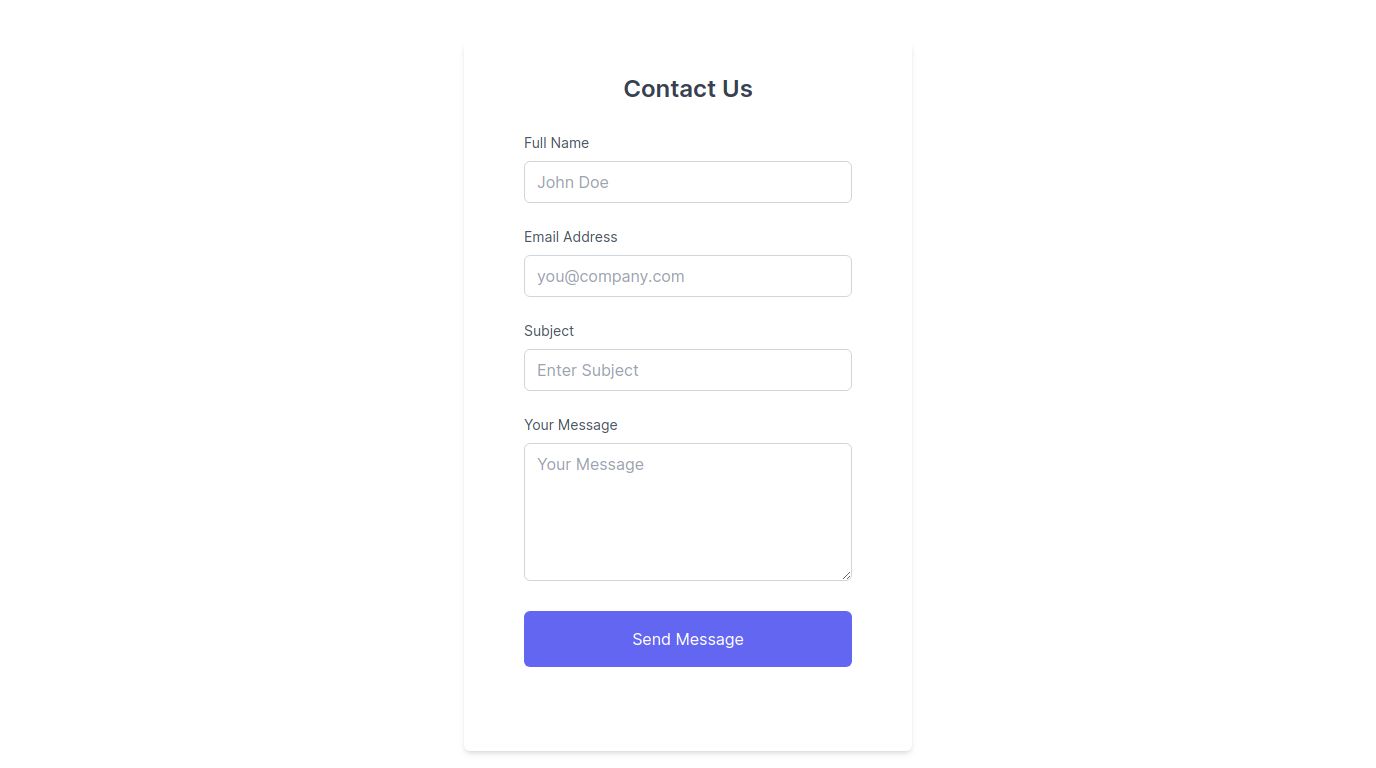 Contact Us
Full Name
John Doe
Email Address
you@company.com
Subject
Enter Subject
Your Message
Your Message
Send Message